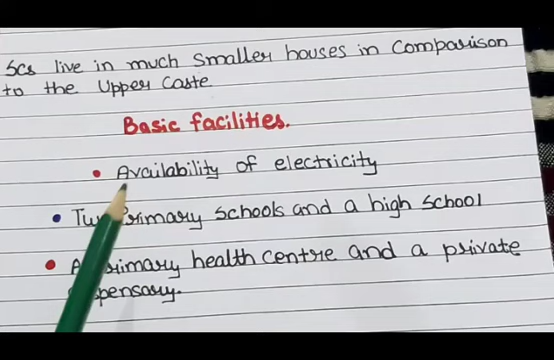 SCs live in much smaller houses in comparison
to the Upper Caste
Basic facilities.
• Availability of electricity
• Primary schools and a high school
• A primary health centre and a private
dispensary.